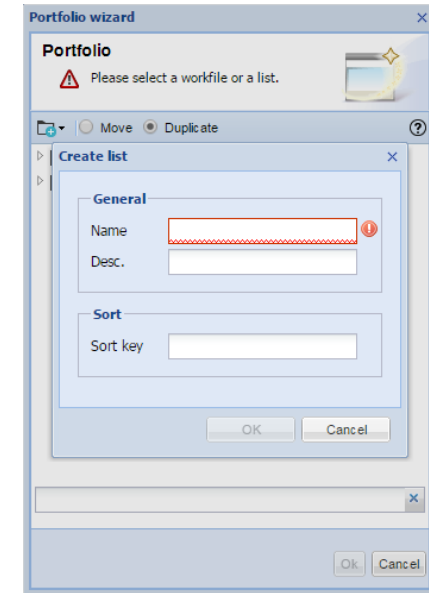 Portfolio wizard
Portfolio
Please select a workfile or a list.
Move Duplicate
Create list
General
Name
Desc.
Sort
Sort key
OK Cancel
Ok Cancel